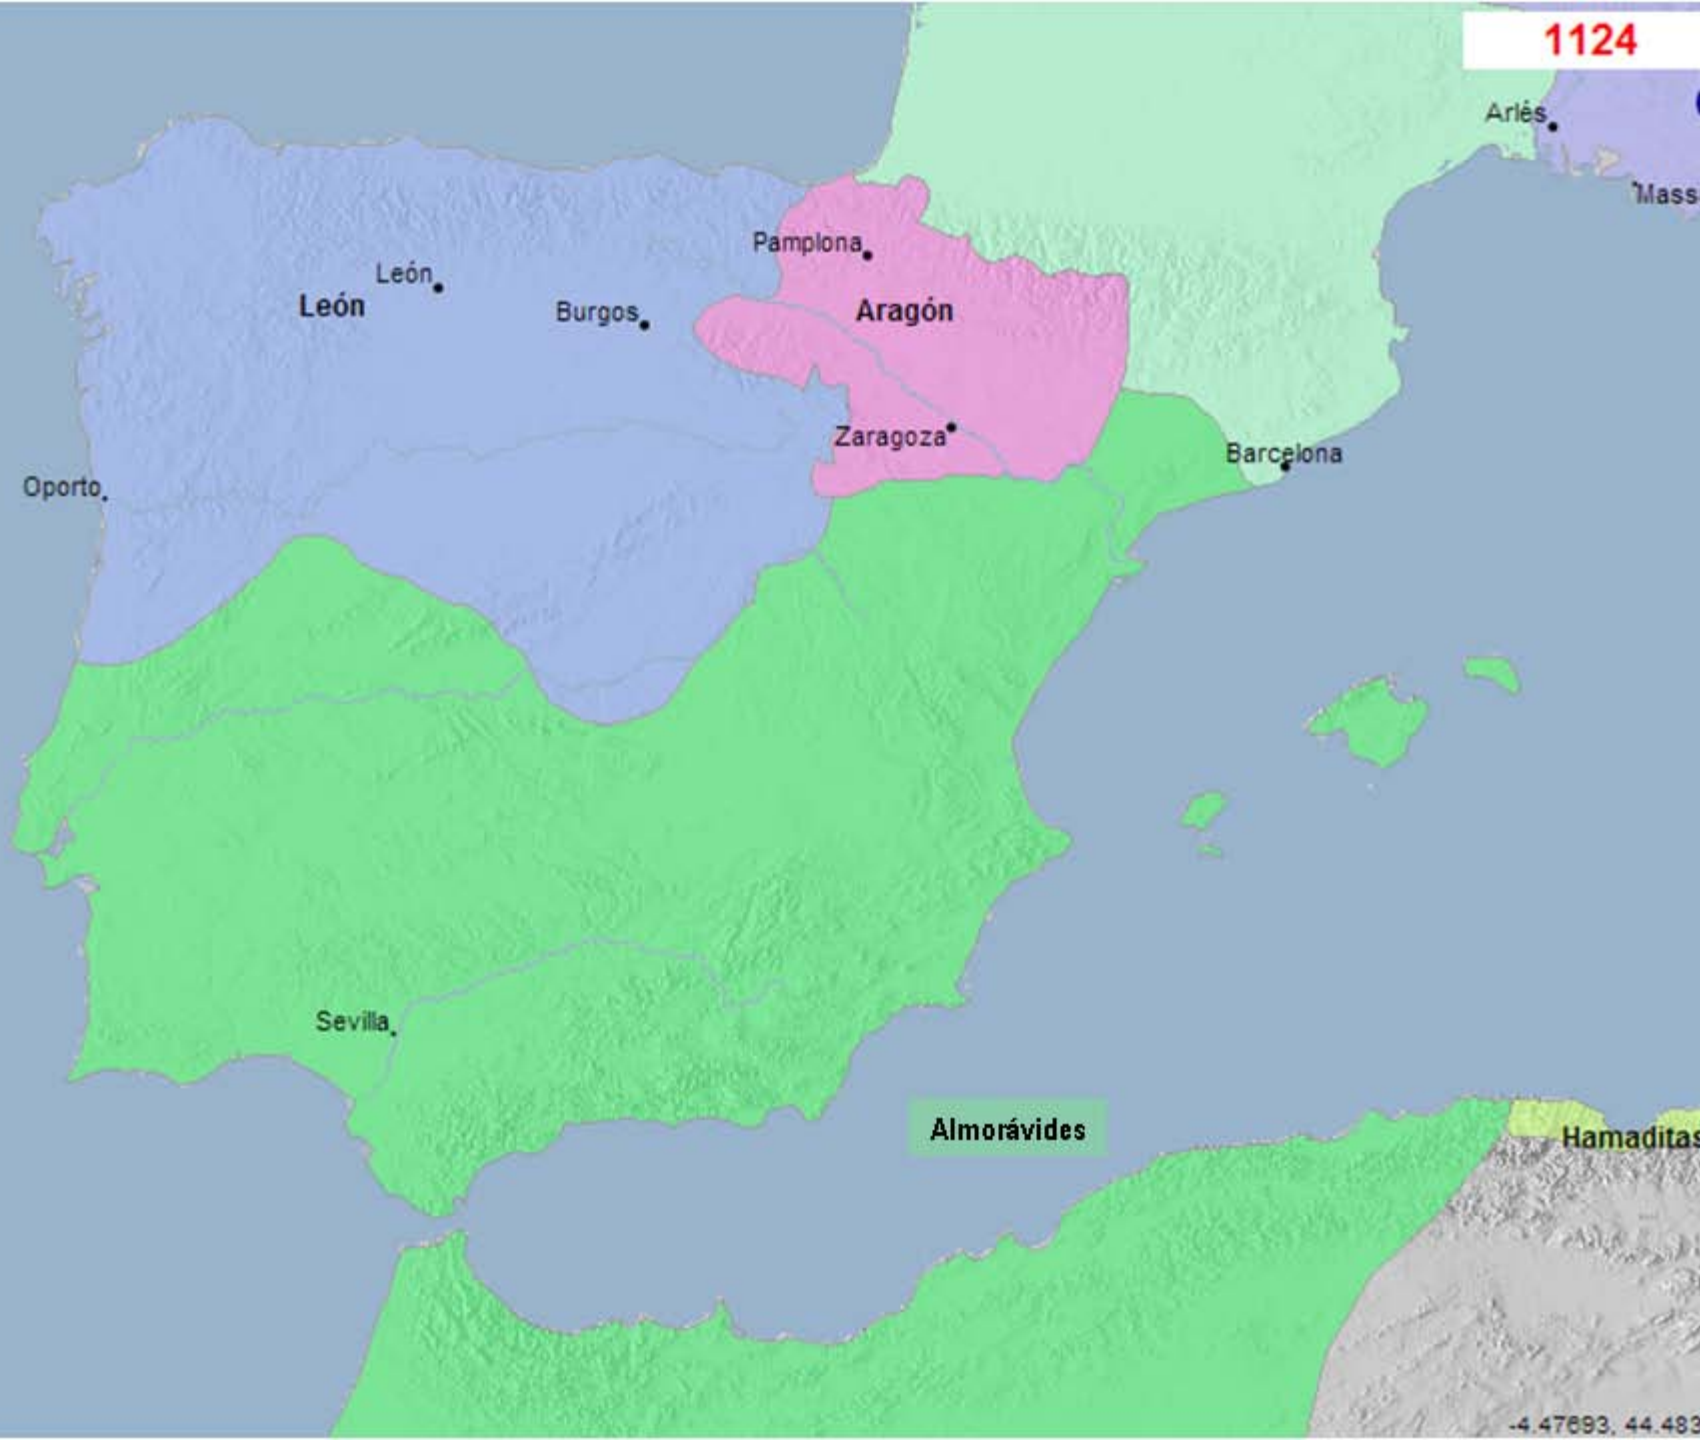 1124
Arlés
Mass
Pamplona
León
León
Burgos
Aragón
Zaragoza
Barcelona
Oporto
Sevilla
Almorávides
Hamaditas
-4.47693, 44.483